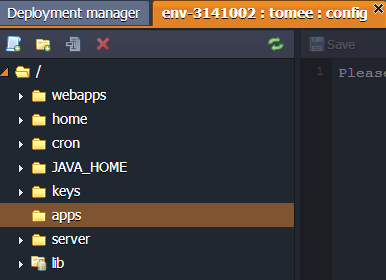 Deployment manager
env-3141002 : tomee : config
Save
/
1 Please
webapps
home
cron
JAVA_HOME
keys
apps
server
lib